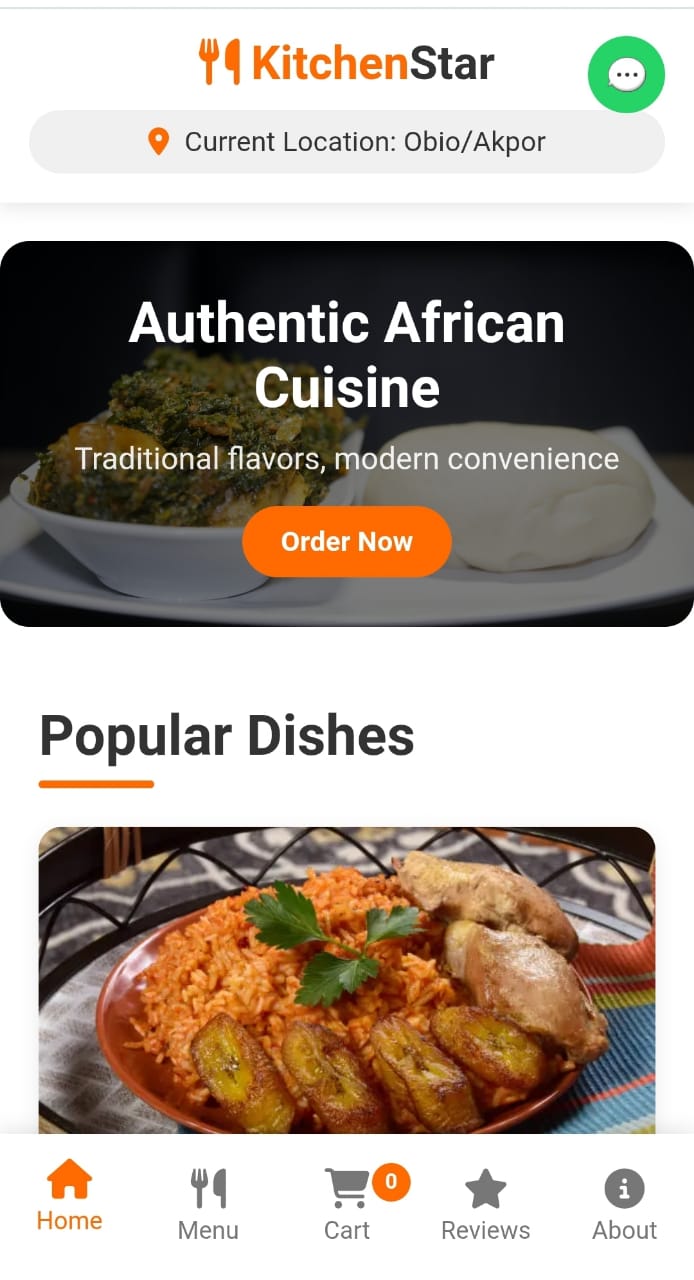 KitchenStar
Current Location: Obio/Akpor
Authentic African
Cuisine
Traditional flavors, modern convenience
Order Now
Popular Dishes
0
Home
Menu
Cart
Reviews
About